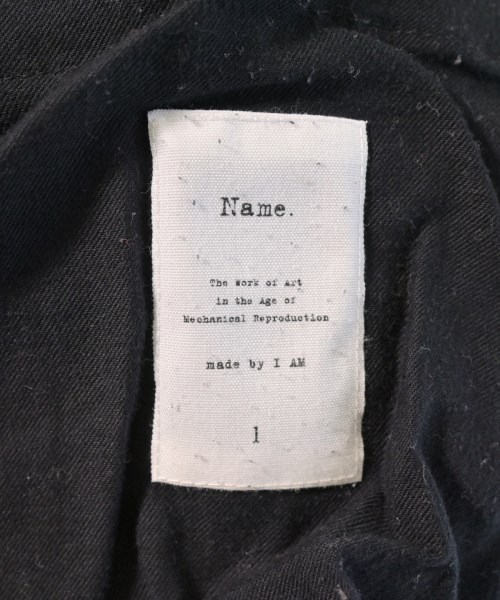 Name.
The Work of Art
in the Age of
Mechanical Reproduction
made by I AM
1